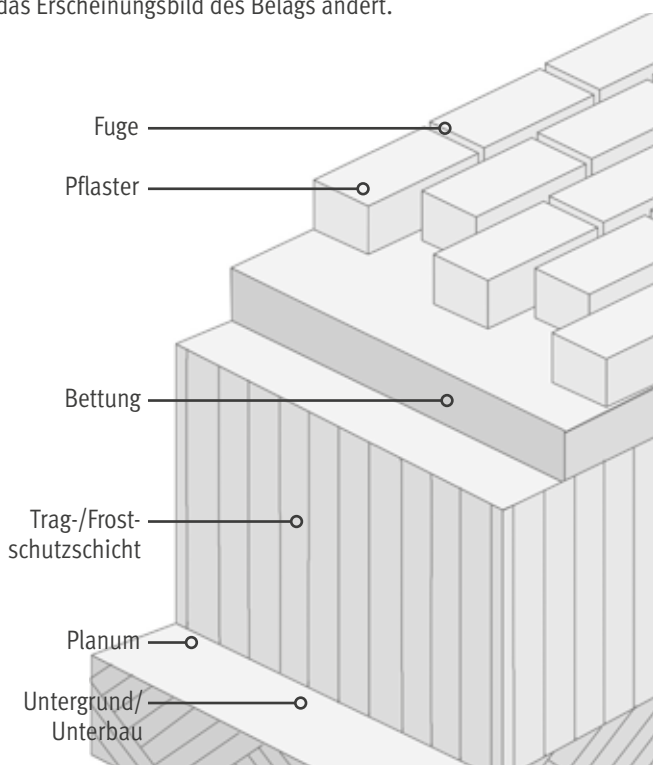 das Erscheinungsbild des Belags ändert.
Fuge
Pflaster
Bettung
Trag-/Frost-
schutzschicht
Planum
Untergrund/
Unterbau